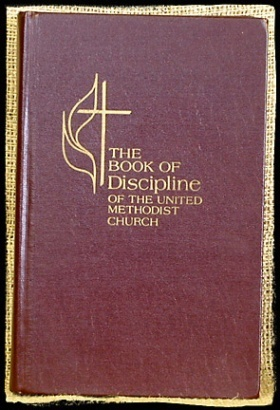 THE
BOOK OF
Discipline
OF THE UNITED
METHODIST
CHURCH